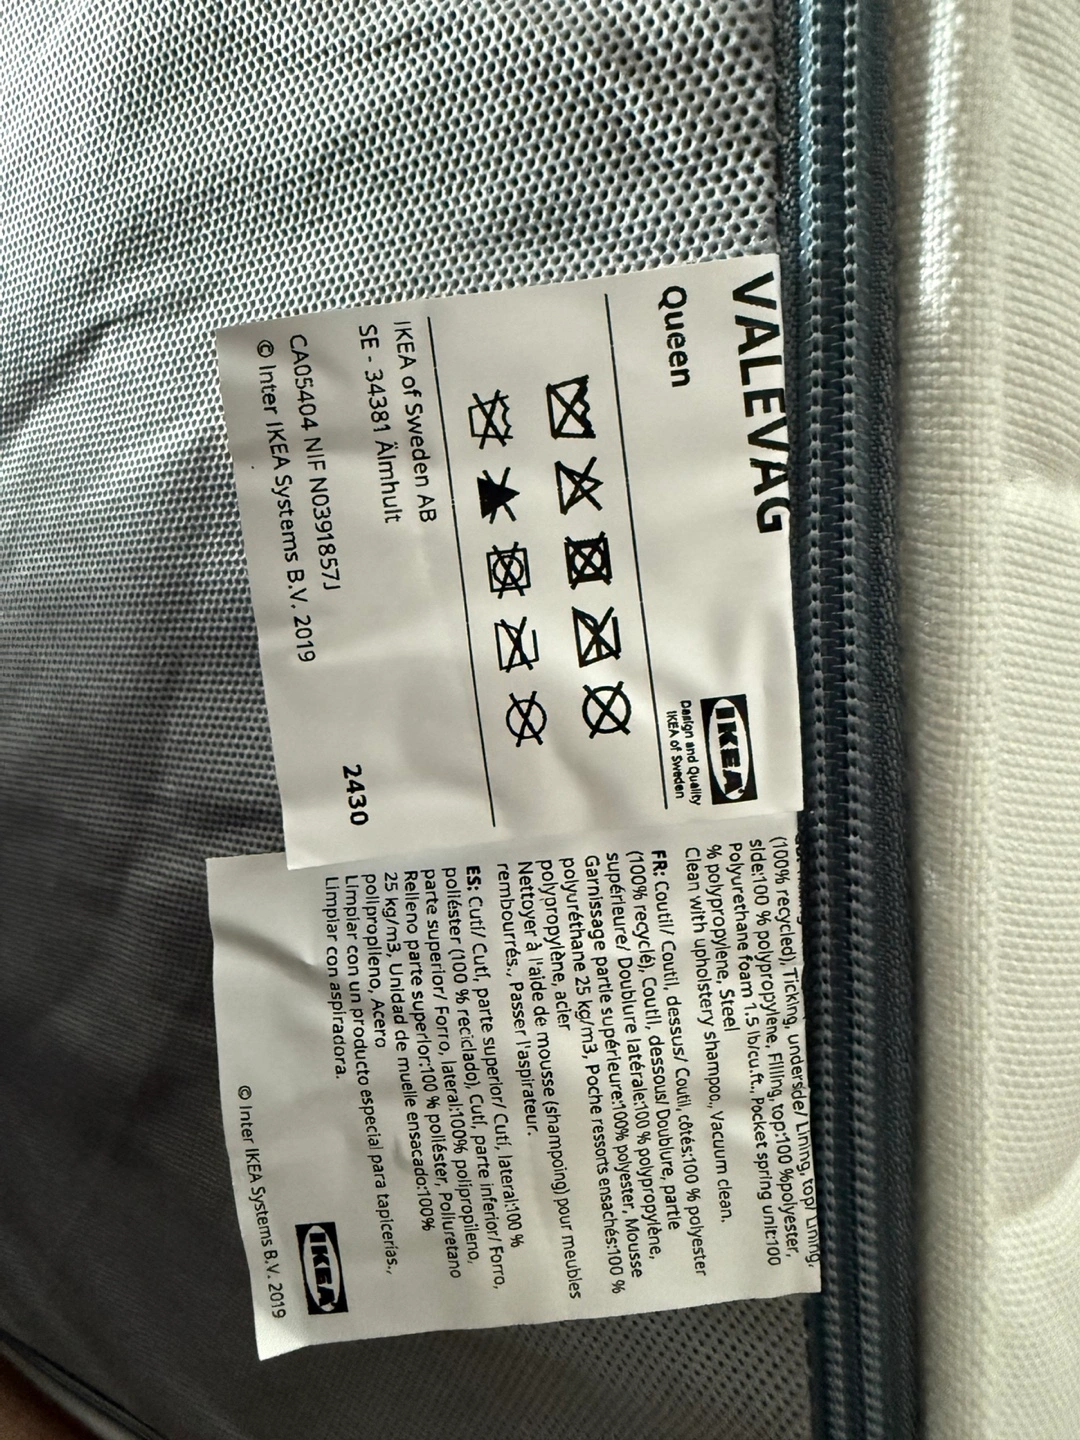 VALEVAG
Queen
IKEA
Design and Quality
IKEA of Sweden
IKEA of Sweden AB
SE - 34381 Älmhult
CA05404 NIF N0391857J
© Inter IKEA Systems B.V. 2019
2430
(100% recycled), Ticking, underside/ Lining, top/ Lining,
side:100 % polypropylene, Filling, top:100 %polyester,
Polyurethane foam 1.5 lb/cu.ft., Pocket spring unit:100
% polypropylene, Steel
Clean with upholstery shampoo., Vacuum clean.
FR: Coutil/ Coutil, dessus/ Coutil, côtés:100 % polyester
(100% recyclé), Coutil, dessous/ Doublure, partie
supérieure/ Doublure latérale:100 % polypropylène,
Garnissage partie supérieure:100% polyester, Mousse
polyuréthane 25 kg/m3, Poche ressorts ensachés:100 %
polypropylène, acier
Nettoyer à l'aide de mousse (shampoing) pour meubles
rembourrés., Passer l'aspirateur.
ES: Cutí/ Cutí, parte superior/ Cutí, lateral:100 %
poliéster (100 % reciclado), Cutí, parte inferior/ Forro,
parte superior/ Forro, lateral:100% polipropileno,
Relleno parte superior:100 % poliéster, Poliuretano
25 kg/m3, Unidad de muelle ensacado:100%
polipropileno, Acero
Limpiar con un producto especial para tapicerías.,
Limpiar con aspiradora.
IKEA
© Inter IKEA Systems B.V. 2019